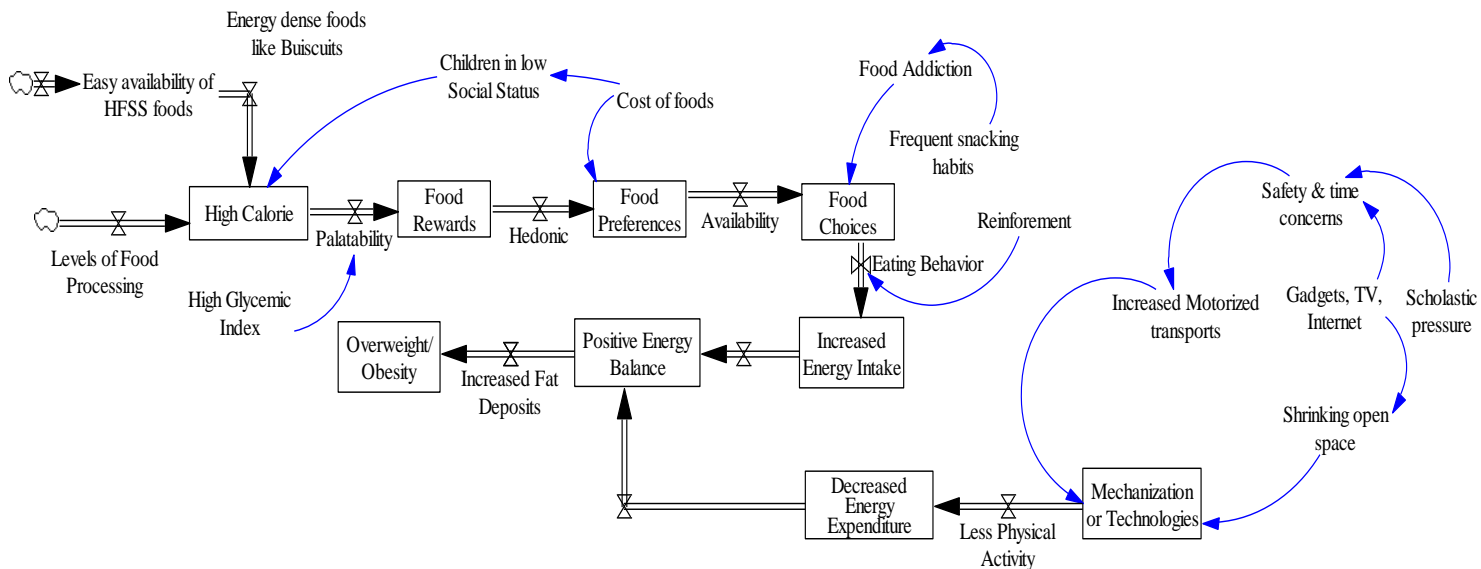 Energy dense foods
like Buiscuits
Easy availability of
HFSS foods
Children in low
Social Status
Cost of foods
Food Addiction
Frequent snacking
habits
High Calorie
Palatability
Food
Rewards
Hedonic
Food
Preferences
Availability
Food
Choices
Reinforement
Safety & time
concerns
Levels of Food
Processing
High Glycemic
Index
Eating Behavior
Increased Motorized
transports
Gadgets, TV,
Internet
Scholastic
pressure
Overweight/
Obesity
Increased Fat
Deposits
Positive Energy
Balance
Increased
Energy Intake
Shrinking open
space
Decreased
Energy
Expenditure
Less Physical
Activity
Mechanization
or Technologies